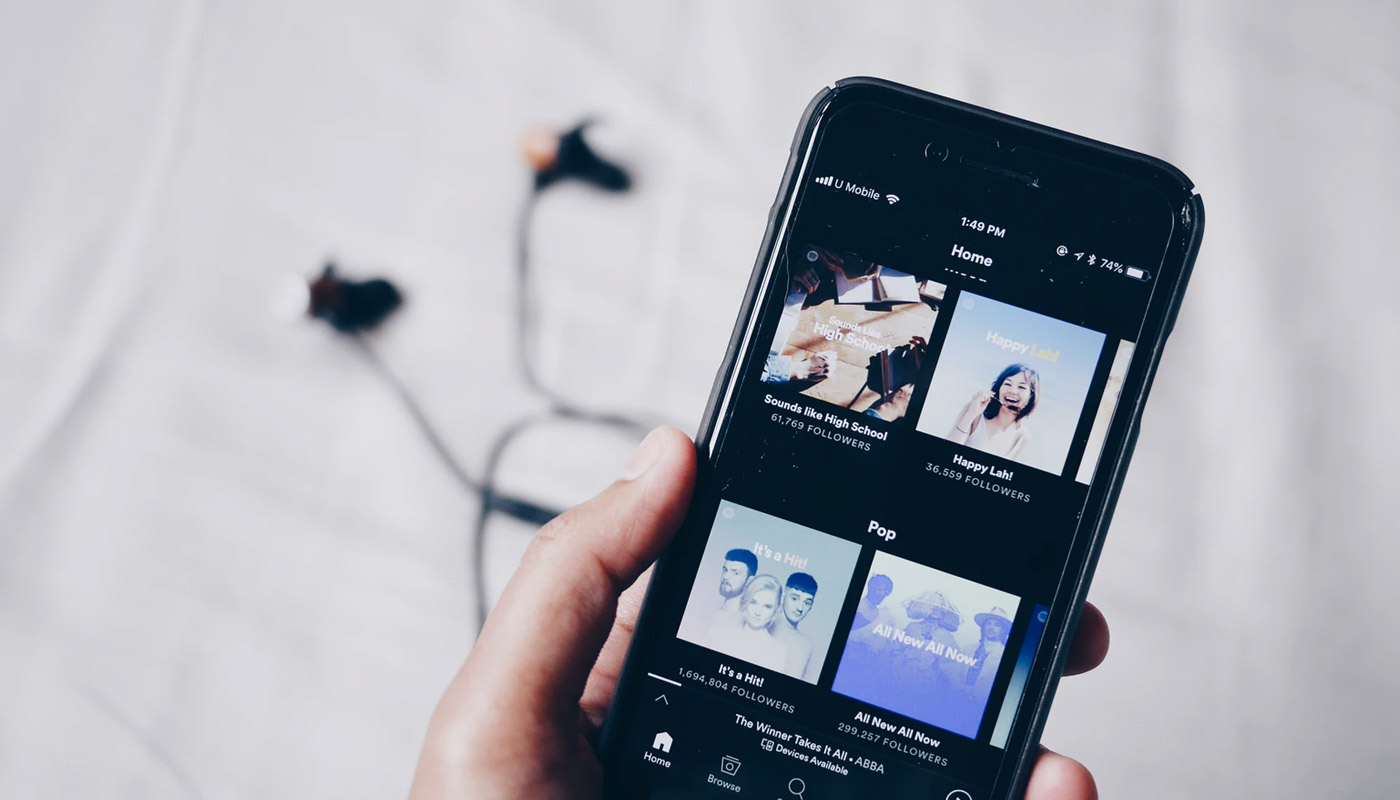 U Mobile
1:49 PM
74%
Home
Sounds Like
High School
Happy Lah!
Sounds like High School
61,769 FOLLOWERS
Happy Lah!
36,559 FOLLOWERS
Pop
It's a Hit!
All New All Now
It's a Hit!
1,694,804 FOLLOWERS
All New All Now
299,257 FOLLOWERS
The Winner Takes It All • ABBA
Devices Available
Home
Browse